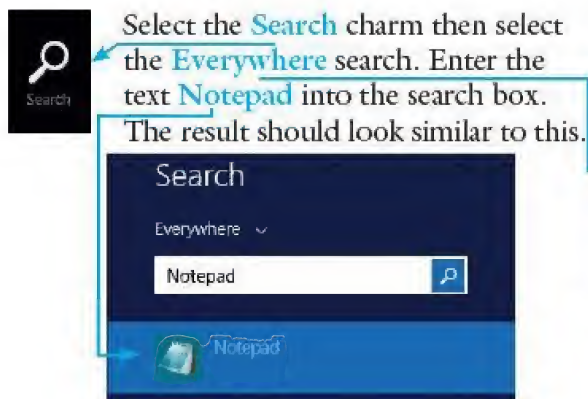 Select the Search charm then select
the Everywhere search. Enter the
text Notepad into the search box.
The result should look similar to this.
Search
Search
Everywhere
Notepad
Notepad